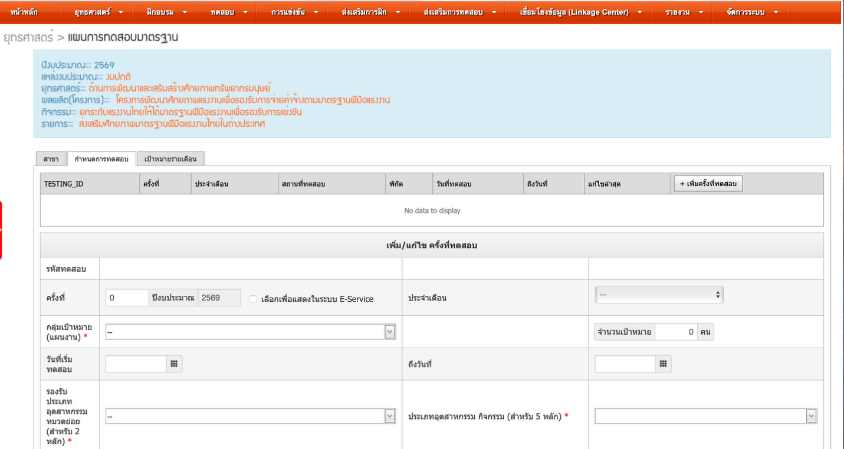 หน้าหลัก ยุทธศาสตร์ ฝึกอบรม ทดสอบ การแข่งขัน ส่งเสริมการฝึก ส่งเสริมการทดสอบ เชื่อมโยงข้อมูล (Linkage Center) รายงาน จัดการระบบ
ยุทธศาสตร์ > แผนการทดสอบมาตรฐาน
ปีงบประมาณ::: 2569
แหล่งงบประมาณ::: งบปกติ
ยุทธศาสตร์::: ด้านการพัฒนาและเสริมสร้างศักยภาพทรัพยากรมนุษย์
ผลผลิต(โครงการ)::: โครงการพัฒนาศักยภาพแรงงานเพื่อรองรับการจ่ายค่าจ้างตามมาตรฐานฝีมือแรงงาน
กิจกรรม::: ยกระดับแรงงานไทยให้ได้มาตรฐานฝีมือแรงงานเพื่อรองรับการแข่งขัน
รายการ::: ส่งเสริมศักยภาพมาตรฐานฝีมือแรงงานไทยในต่างประเทศ
สาขา กำหนดการทดสอบ เป้าหมายรายเดือน
TESTING_ID ครั้งที่ ประจำเดือน สถานที่ทดสอบ พิกัด วันที่ทดสอบ ถึงวันที่ แก้ไขล่าสุด + เพิ่มครั้งที่ทดสอบ
No data to display
เพิ่ม/แก้ไข ครั้งที่ทดสอบ
รหัสทดสอบ
ครั้งที่ 0 ปีงบประมาณ 2569 เลือกเพื่อแสดงในระบบ E-Service ประจำเดือน --
กลุ่มเป้าหมาย (แผนงาน) * -- จำนวนเป้าหมาย 0 คน
วันที่เริ่ม
ทดสอบ ถึงวันที่
รองรับ
ประเภท
อุตสาหกรรม
หมวดย่อย
(สำหรับ 2
หลัก) * -- ประเภทอุตสาหกรรม กิจกรรม (สำหรับ 5 หลัก) *